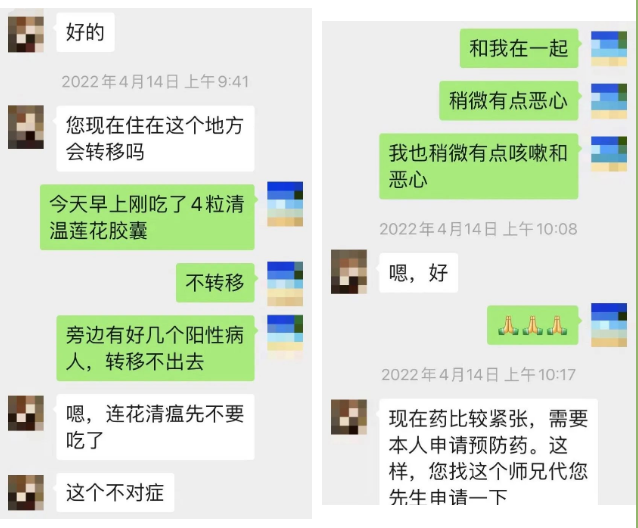 好的
2022年4月14日 上午9:41
您现在住在这个地方
会转移吗
今天早上刚吃了4粒清
温莲花胶囊
不转移
旁边有好几个阳性病
人，转移不出去
嗯，连花清瘟先不要
吃了
这个不对症
和我在一起
稍微有点恶心
我也稍微有点咳嗽和
恶心
2022年4月14日 上午10:08
嗯，好
🙏🙏🙏
2022年4月14日 上午10:17
现在药比较紧张，需要
本人申请预防药。这
样，您找这个师兄代您
先生申请一下